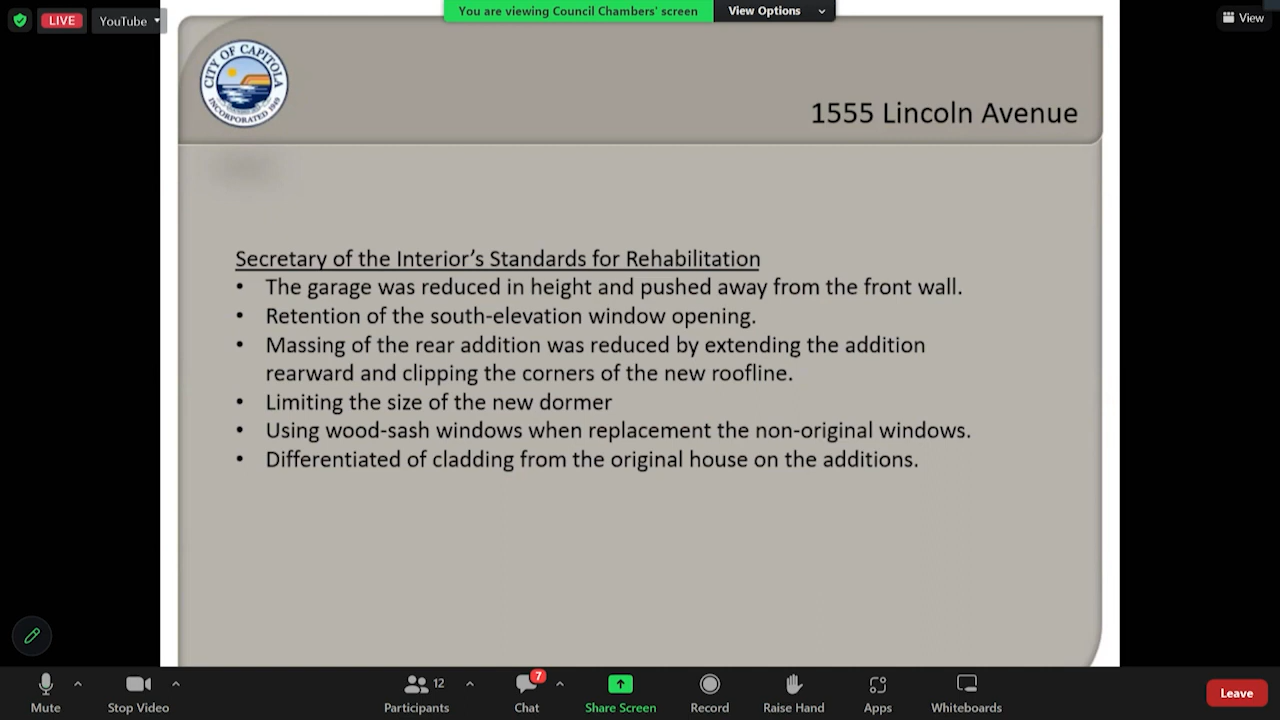 LIVE
YouTube
You are viewing Council Chambers' screen
View Options
View
CITY OF CAPITOLA
INCORPORATED 1949
1555 Lincoln Avenue
Secretary of the Interior's Standards for Rehabilitation
• The garage was reduced in height and pushed away from the front wall.
• Retention of the south-elevation window opening.
• Massing of the rear addition was reduced by extending the addition
rearward and clipping the corners of the new roofline.
• Limiting the size of the new dormer
• Using wood-sash windows when replacement the non-original windows.
• Differentiated of cladding from the original house on the additions.
12
7
Mute
Stop Video
Participants
Chat
Share Screen
Record
Raise Hand
Apps
Whiteboards
Leave